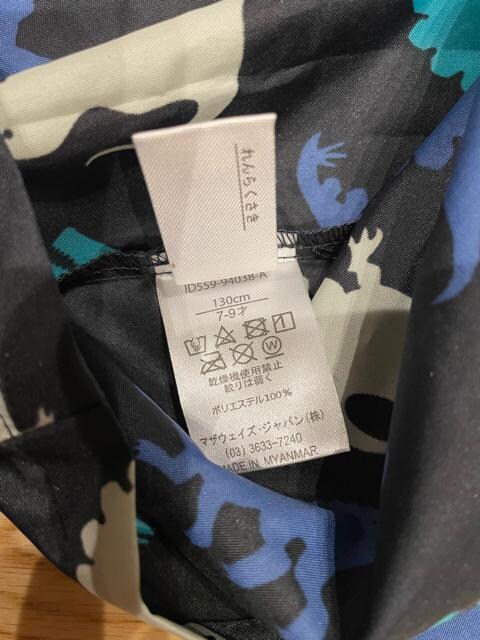 れんらくさき
ID559-94038-A
130cm
7-9才
乾燥機使用禁止
絞りは弱く
ポリエステル100%
マザウェイズ・ジャパン(株)
(03) 3633-7240
MADE IN MYANMAR